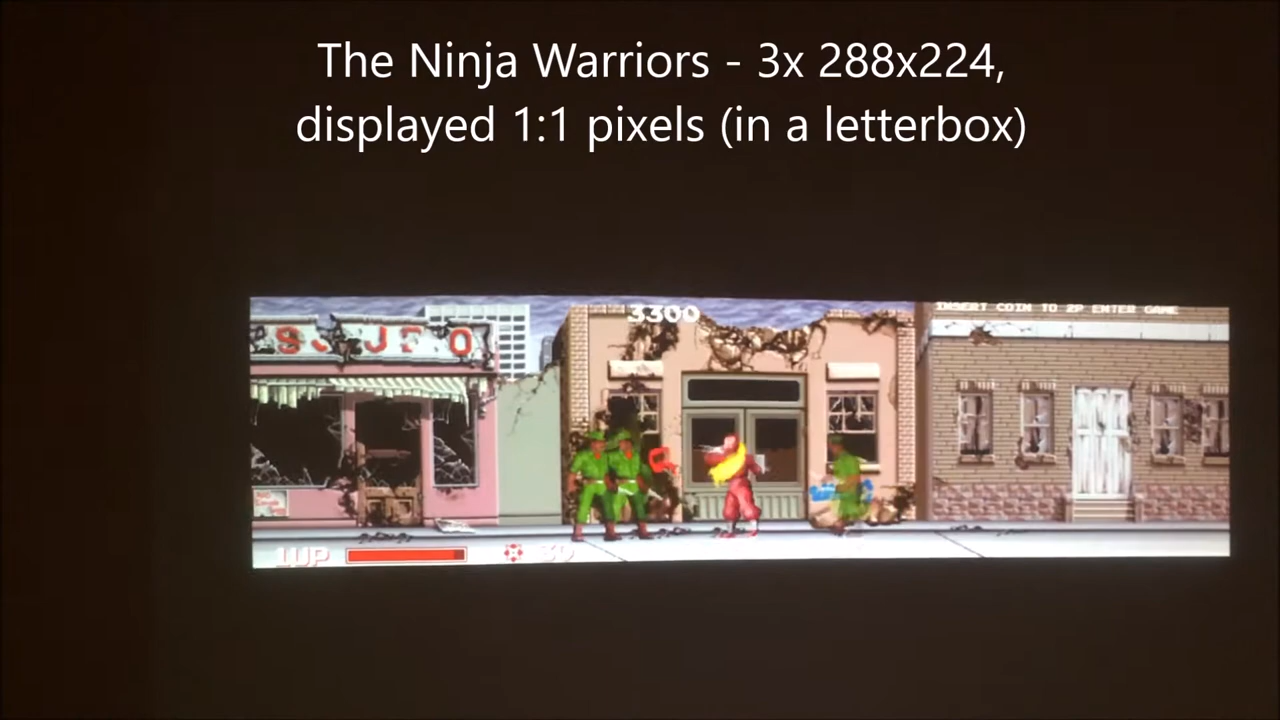 The Ninja Warriors - 3x 288x224,
displayed 1:1 pixels (in a letterbox)
3300
INSERT COIN TO 2P ENTER GAME
1UP
30